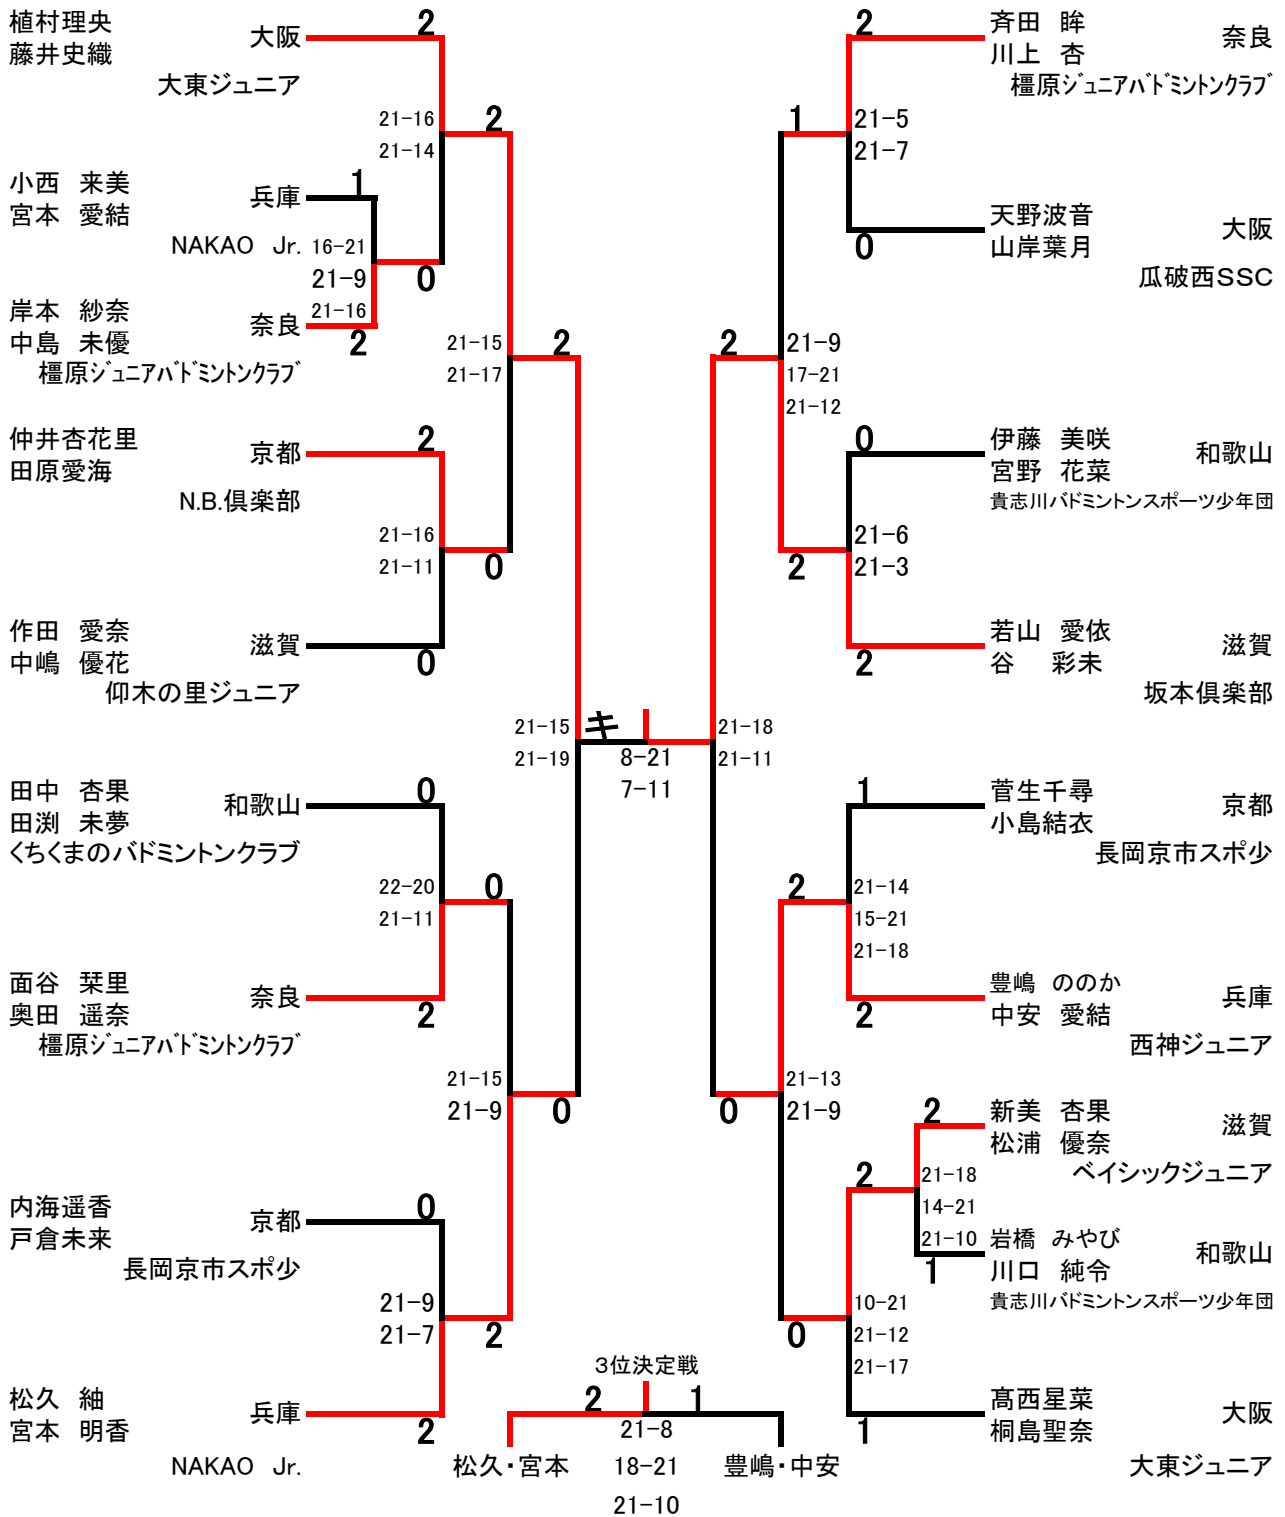 植村理央
藤井史織
大阪
大東ジュニア
2
21-16
21-14
2
小西 来美
宮本 愛結
兵庫
NAKAO Jr.
1
16-21
21-9
21-16
0
岸本 紗奈
中島 未優
奈良
橿原ジュニアバドミントンクラブ
2
21-15
21-17
2
仲井杏花里
田原愛海
京都
N.B.倶楽部
2
21-16
21-11
0
作田 愛奈
中嶋 優花
滋賀
仰木の里ジュニア
0
21-15
21-19
キ
8-21
7-11
田中 杏果
田渕 未夢
和歌山
くちくまのバドミントンクラブ
0
22-20
21-11
0
面谷 栞里
奥田 遥奈
奈良
橿原ジュニアバドミントンクラブ
2
21-15
21-9
0
内海遥香
戸倉未来
京都
長岡京市スポ少
0
21-9
21-7
2
松久 紬
宮本 明香
兵庫
NAKAO Jr.
2
斉田 眸
川上 杏
奈良
橿原ジュニアバドミントンクラブ
2
1
21-5
21-7
天野波音
山岸葉月
大阪
瓜破西SSC
0
2
21-9
17-21
21-12
伊藤 美咲
宮野 花菜
和歌山
貴志川バドミントンスポーツ少年団
0
21-6
21-3
2
若山 愛依
谷 彩未
滋賀
坂本倶楽部
2
21-18
21-11
菅生千尋
小島結衣
京都
長岡京市スポ少
1
2
21-14
15-21
21-18
豊嶋 ののか
中安 愛結
兵庫
西神ジュニア
2
21-13
21-9
0
新美 杏果
松浦 優奈
滋賀
ベイシックジュニア
2
2
21-18
14-21
21-10
岩橋 みやび
川口 純令
和歌山
貴志川バドミントンスポーツ少年団
1
10-21
21-12
21-17
0
髙西星菜
桐島聖奈
大阪
大東ジュニア
1
3位決定戦
2
1
21-8
松久・宮本
18-21
豊嶋・中安
21-10